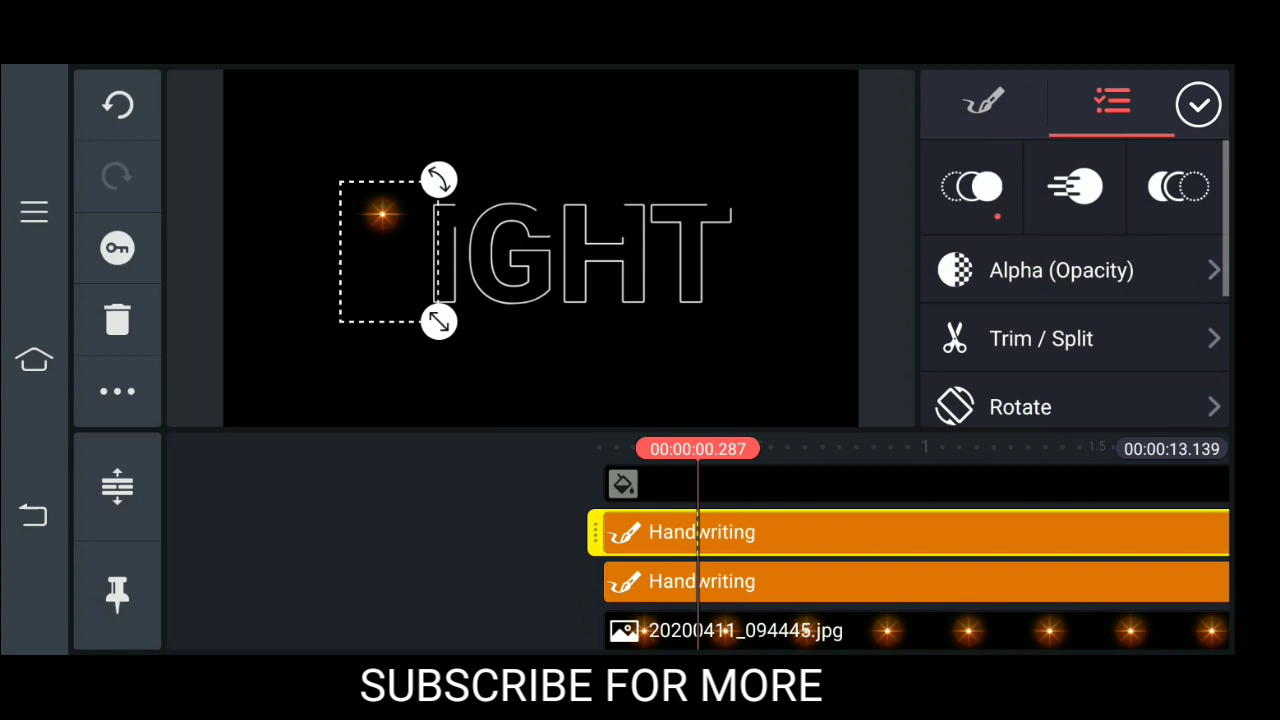 IGHT
Alpha (Opacity)
Trim / Split
Rotate
00:00:00.287
1
1.5
00:00:13.139
Handwriting
Handwriting
20200411_094445.jpg
SUBSCRIBE FOR MORE